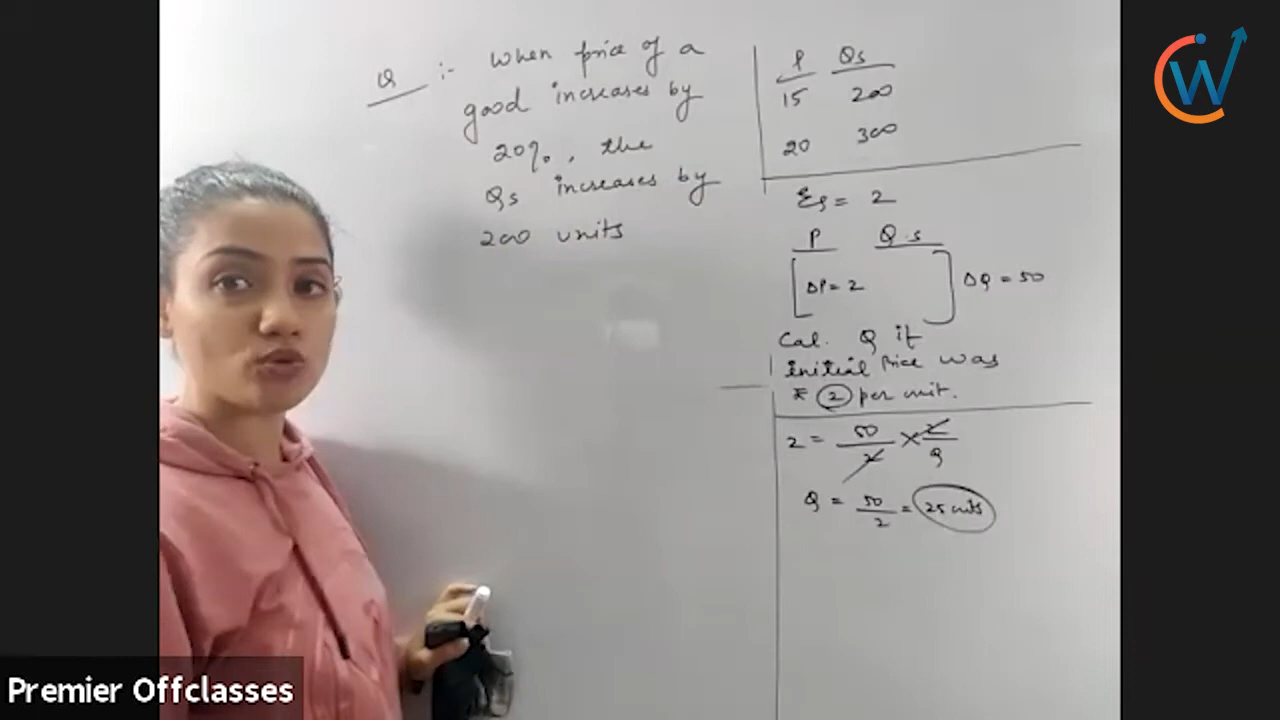 Q :- When price of a
good increases by
20%, the
Qs increases by
200 units
P Qs
15 200
20 300
Es = 2
P Qs
ΔP = 2 ΔQ = 50
Cal. Q if
initial Price was
₹ 2 per unit.
2 = 50/2 × 2/Q
Q = 50/2 = 25 units
W
Premier Offclasses